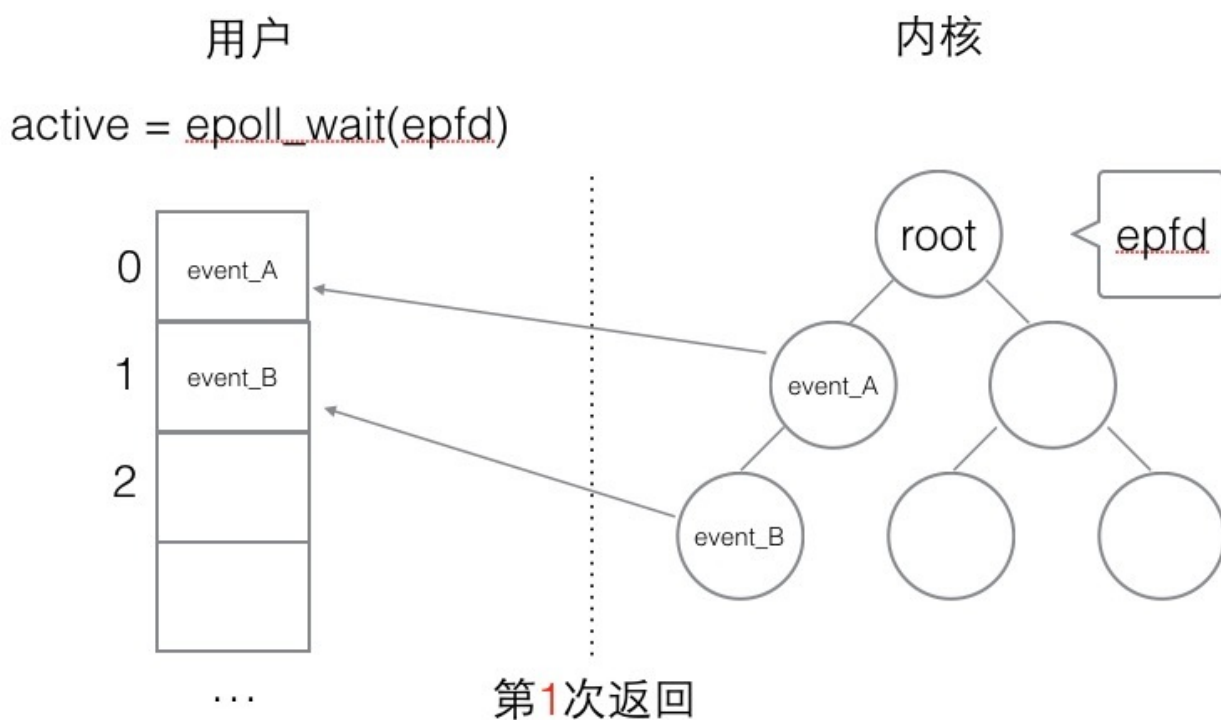 用户
内核
active = epoll_wait(epfd)
root
epfd
0
event_A
1
event_B
event_A
2
event_B
...
第1次返回